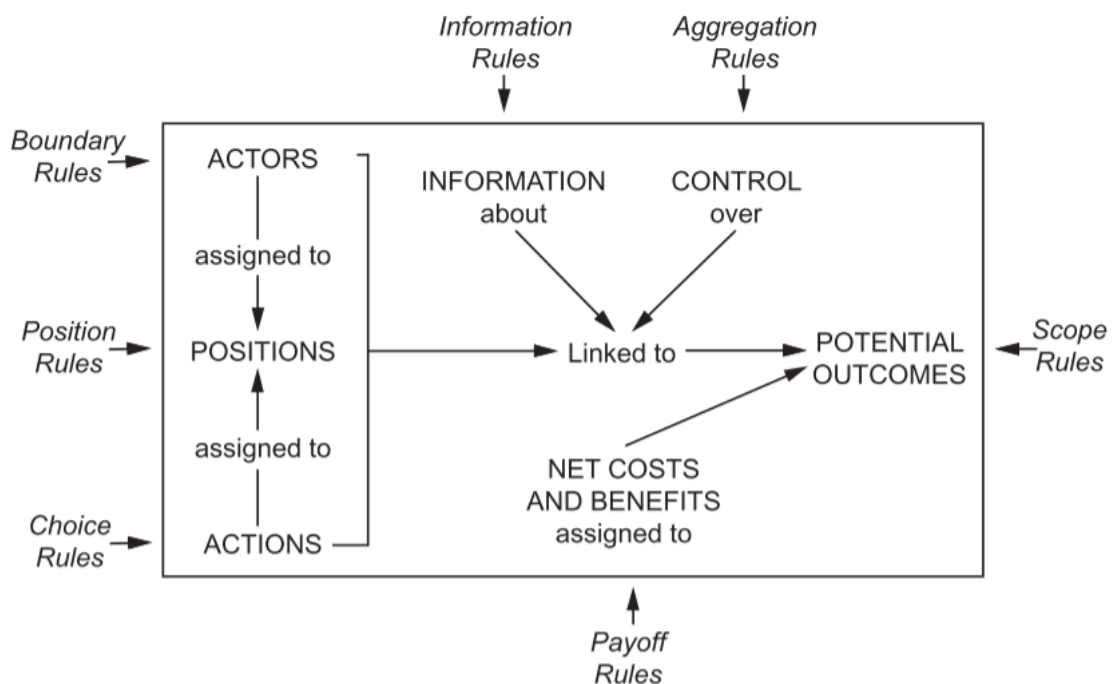 Information
Rules
Aggregation
Rules
Boundary
Rules
ACTORS
INFORMATION
about
CONTROL
over
assigned to
Position
Rules
POSITIONS
Linked to
POTENTIAL
OUTCOMES
Scope
Rules
assigned to
NET COSTS
AND BENEFITS
assigned to
Choice
Rules
ACTIONS
Payoff
Rules